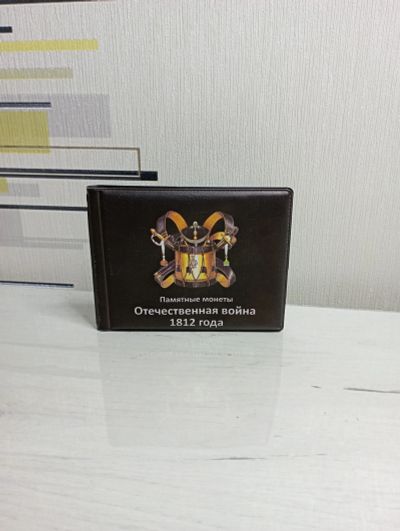 Памятные монеты
Отечественная война
1812 года